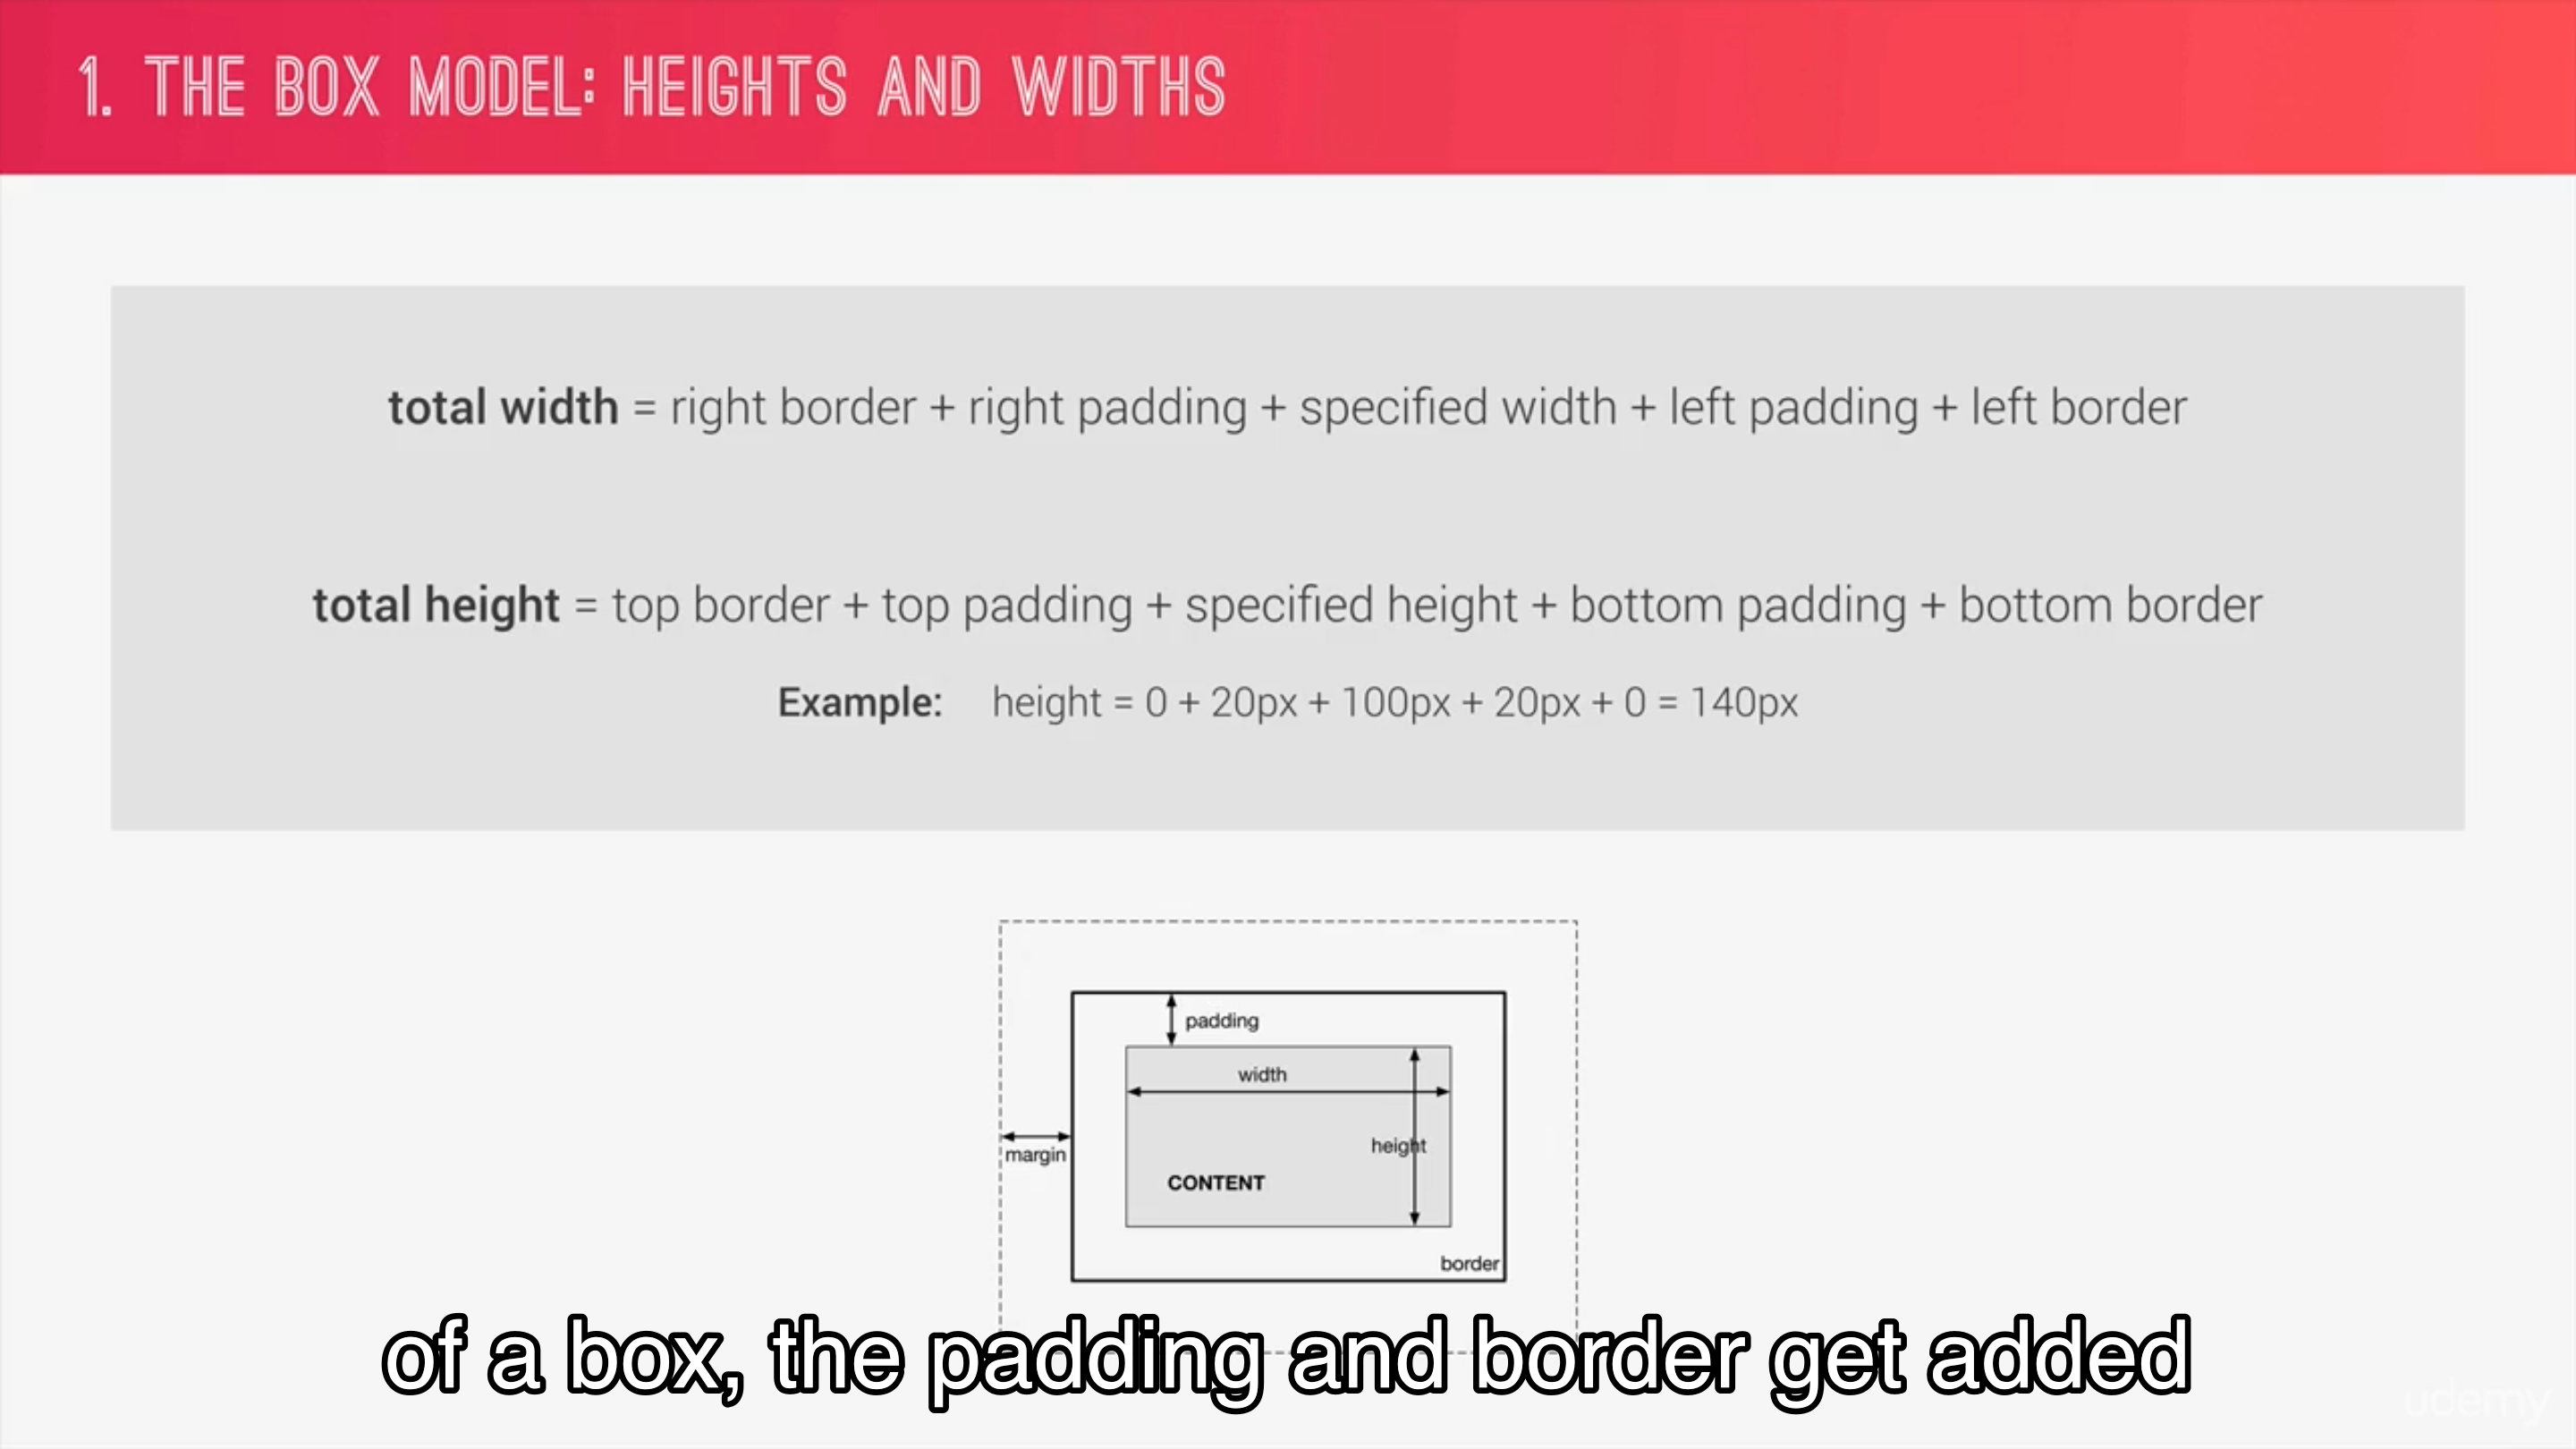 1. THE BOX MODEL: HEIGHTS AND WIDTHS
total width = right border + right padding + specified width + left padding + left border
total height = top border + top padding + specified height + bottom padding + bottom border
Example: height = 0 + 20px + 100px + 20px + 0 = 140px
padding
width
height
margin
CONTENT
border
of a box, the padding and border get added
udemy